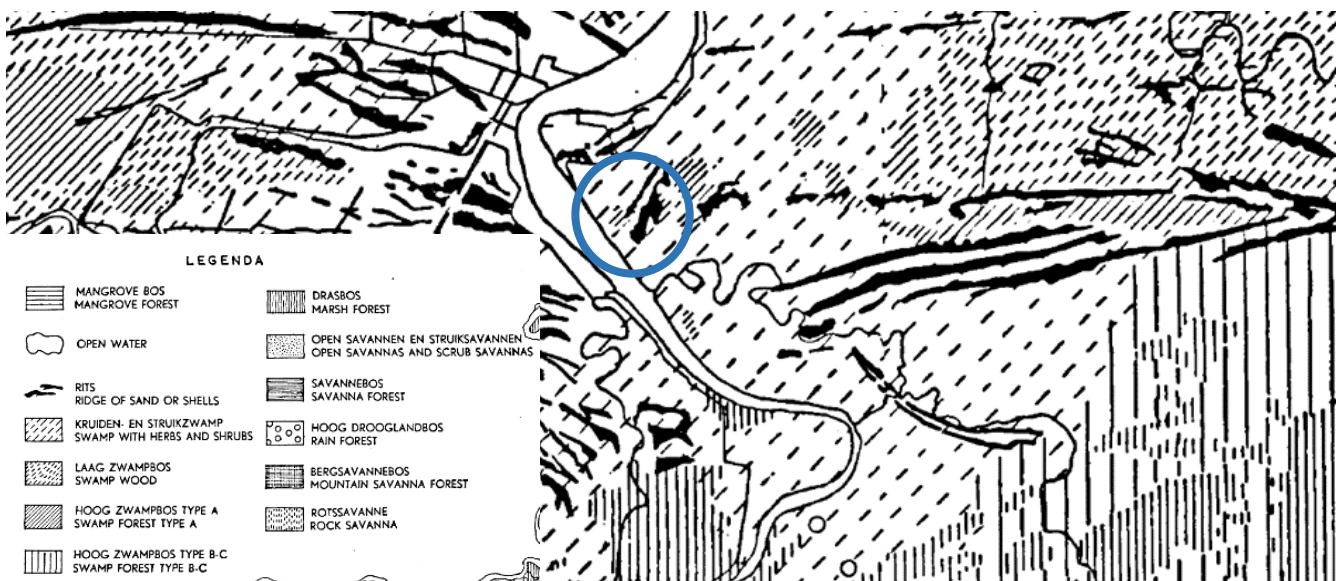 LEGENDA
MANGROVE BOS
MANGROVE FOREST
OPEN WATER
RITS
RIDGE OF SAND OR SHELLS
KRUIDEN- EN STRUIKZWAMP
SWAMP WITH HERBS AND SHRUBS
LAAG ZWAMPBOS
SWAMP WOOD
HOOG ZWAMPBOS TYPE A
SWAMP FOREST TYPE A
HOOG ZWAMPBOS TYPE B-C
SWAMP FOREST TYPE B-C
DRASBOS
MARSH FOREST
OPEN SAVANNEN EN STRUIKSAVANNEN
OPEN SAVANNAS AND SCRUB SAVANNAS
SAVANNEBOS
SAVANNA FOREST
HOOG DROOGLANDBOS
RAIN FOREST
BERGSAVANNEBOS
MOUNTAIN SAVANNA FOREST
ROTSSAVANNE
ROCK SAVANNA